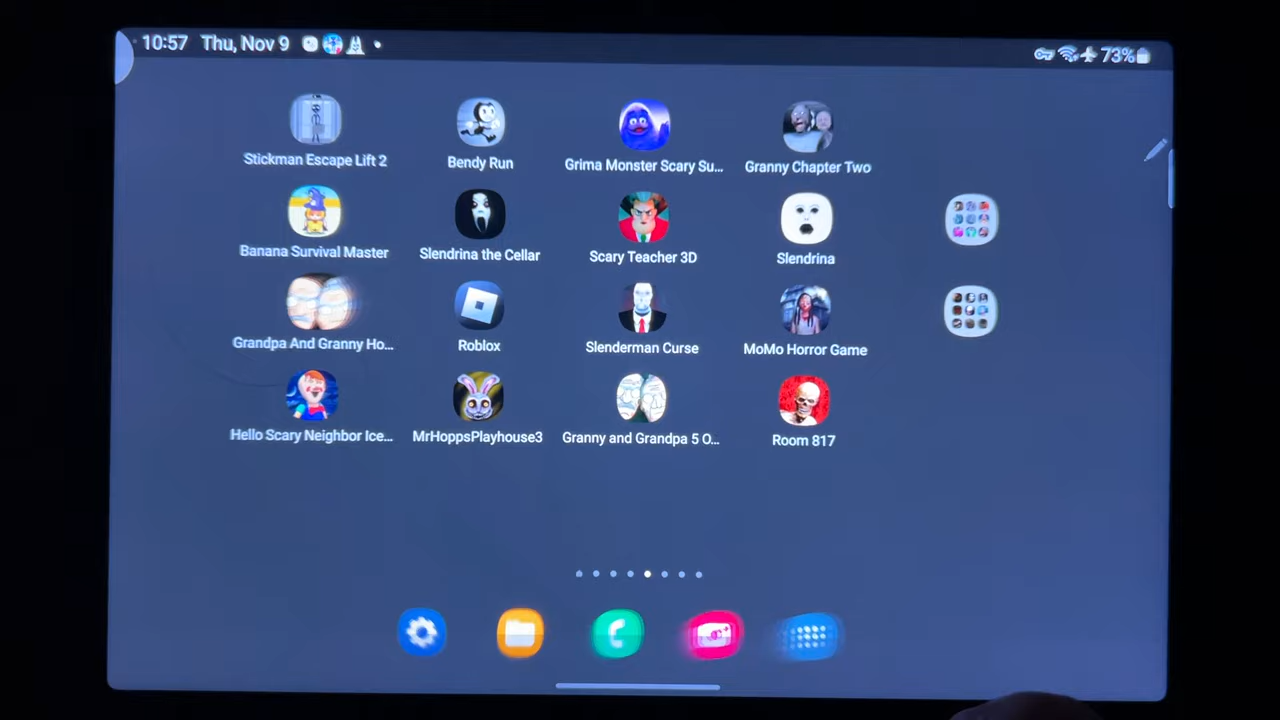 10:57 Thu, Nov 9 73%
Stickman Escape Lift 2 Bendy Run Grima Monster Scary Su... Granny Chapter Two
Banana Survival Master Slendrina the Cellar Scary Teacher 3D Slendrina
Grandpa And Granny Ho... Roblox Slenderman Curse MoMo Horror Game
Hello Scary Neighbor Ice... MrHoppsPlayhouse3 Granny and Grandpa 5 O... Room 817